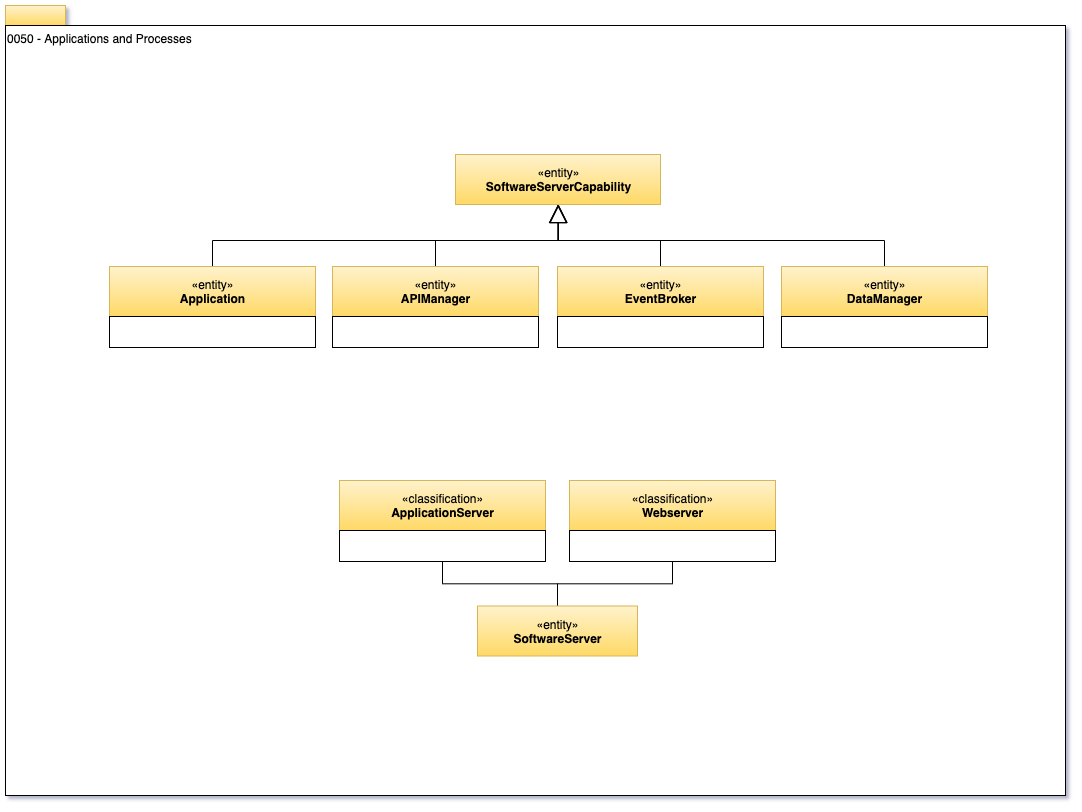 0050 - Applications and Processes
«entity»
SoftwareServerCapability
«entity»
Application
«entity»
APIManager
«entity»
EventBroker
«entity»
DataManager
«classification»
ApplicationServer
«classification»
Webserver
«entity»
SoftwareServer